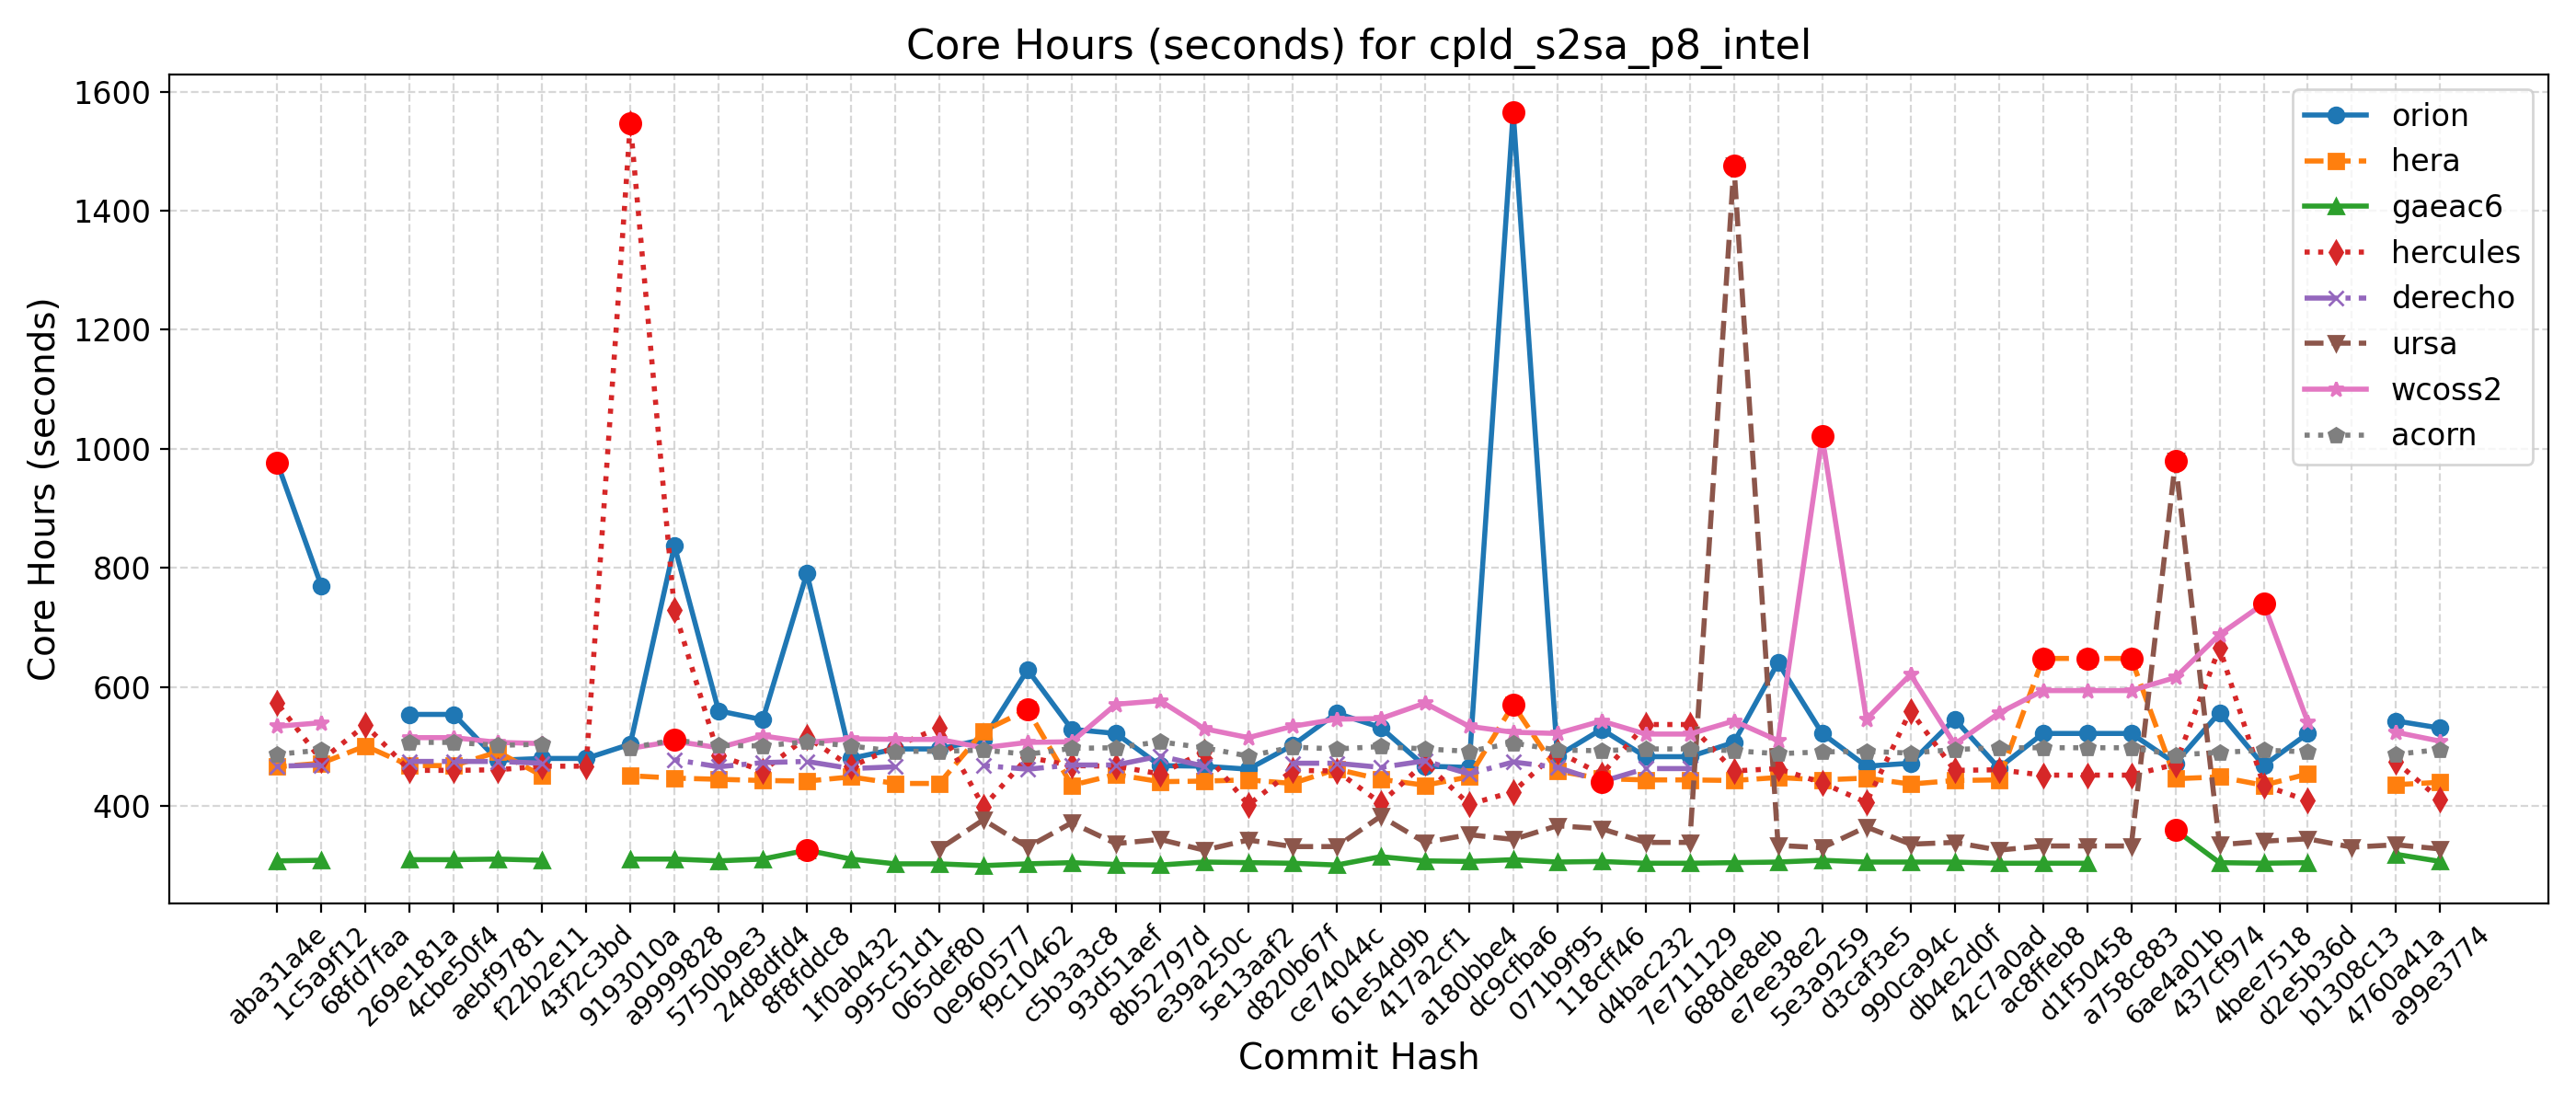 Core Hours (seconds) for cpld_s2sa_p8_intel
Core Hours (seconds)
1600
1400
1200
1000
800
600
400
orion
hera
gaeac6
hercules
derecho
ursa
wcoss2
acorn
aba31a4e
1c5a9f12
68fd7faa
269e181a
4cbe50f4
aebf9781
f22b2e11
43f2c3bd
9193010a
a9999828
5750b9e3
24d8dfd4
8f8fddc8
1f0ab432
995c51d1
065def80
0e960577
f9c10462
c5b3a3c8
93d51aef
8b52797d
e39a250c
5e13aaf2
d820b67f
ce74044c
61e54d9b
417a2cf1
a180bbe4
dc9cfba6
071b9f95
118cff46
d4bac232
7e711129
688de8eb
e7ee38e2
5e3a9259
d3caf3e5
990ca94c
db4e2d0f
42c7a0ad
ac8ffeb8
d1f50458
a758c883
6ae4a01b
437cf974
4bee7518
d2e5b36d
b1308c13
4760a41a
a99e3774
Commit Hash